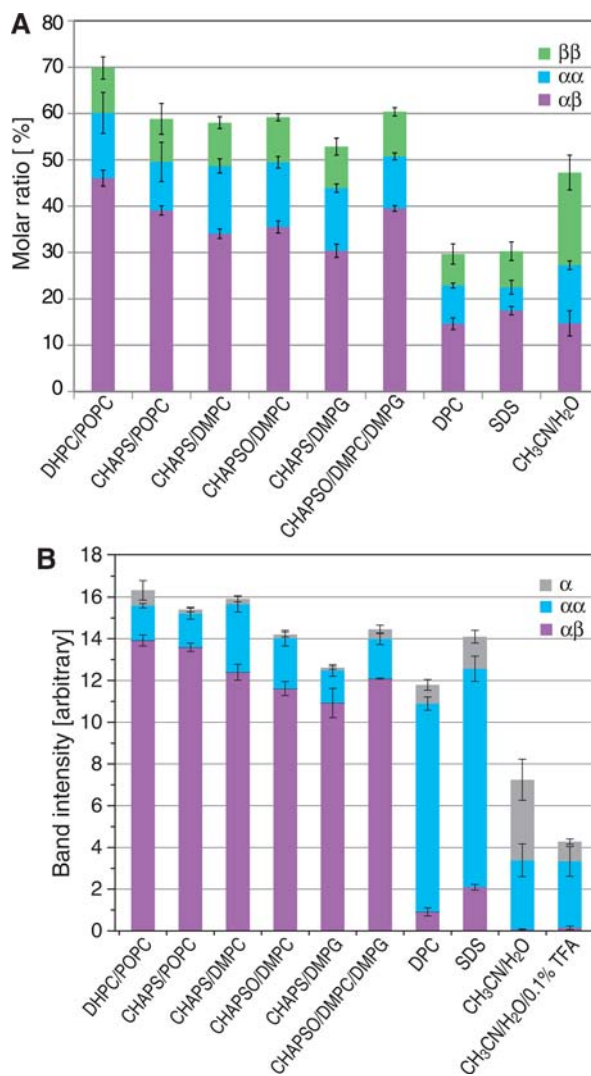 A
80
70
60
50
40
30
20
10
0
Molar ratio [ %]
ββ
αα
αβ
DHPC/POPC
CHAPS/POPC
CHAPS/DMPC
CHAPSO/DMPC
CHAPS/DMPG
CHAPSO/DMPC/DMPG
DPC
SDS
CH₃CN/H₂O
B
18
16
14
12
10
8
6
4
2
0
Band intensity [arbitrary]
α
αα
αβ
DHPC/POPC
CHAPS/POPC
CHAPS/DMPC
CHAPSO/DMPC
CHAPS/DMPG
CHAPSO/DMPC/DMPG
DPC
SDS
CH₃CN/H₂O
CH₃CN/H₂O/0.1% TFA